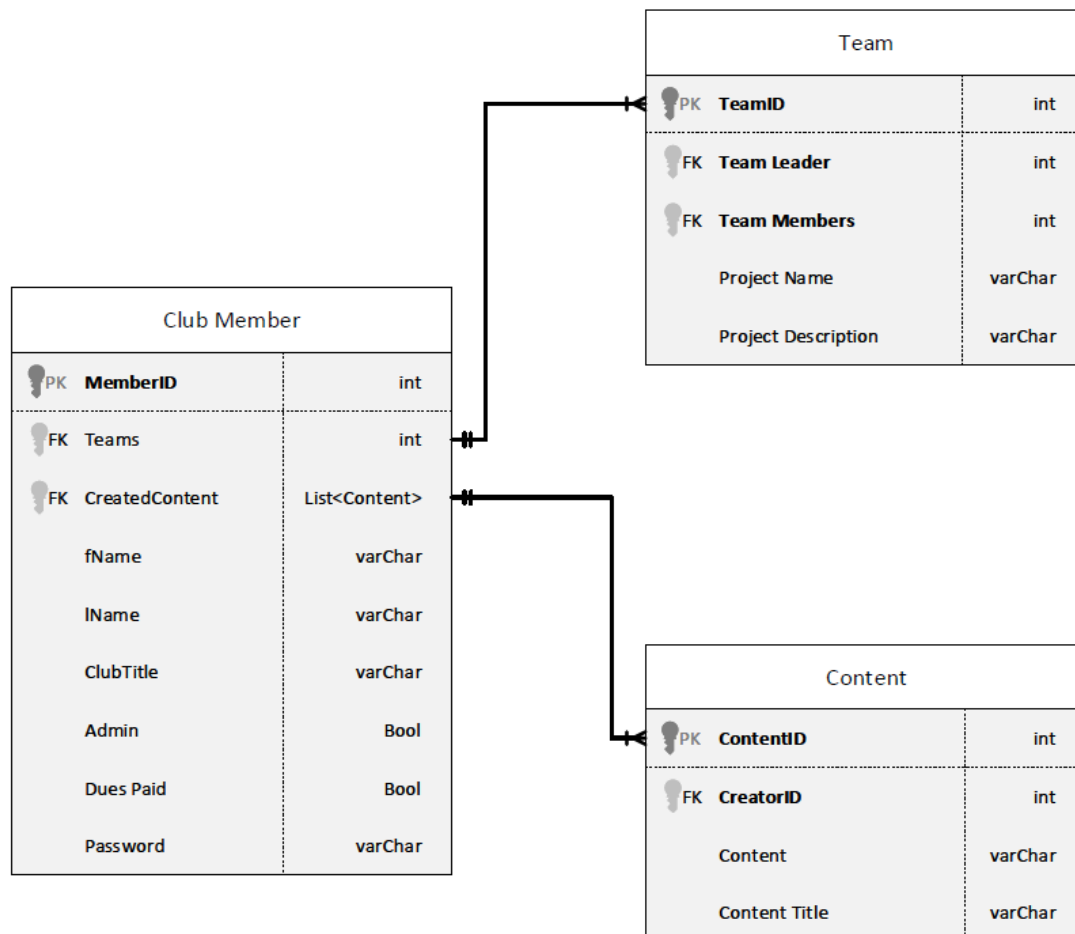 Team
PK TeamID int
FK Team Leader int
FK Team Members int
Project Name varChar
Project Description varChar
Club Member
PK MemberID int
FK Teams int
FK CreatedContent List<Content>
fName varChar
lName varChar
ClubTitle varChar
Admin Bool
Dues Paid Bool
Password varChar
Content
PK ContentID int
FK CreatorID int
Content varChar
Content Title varChar